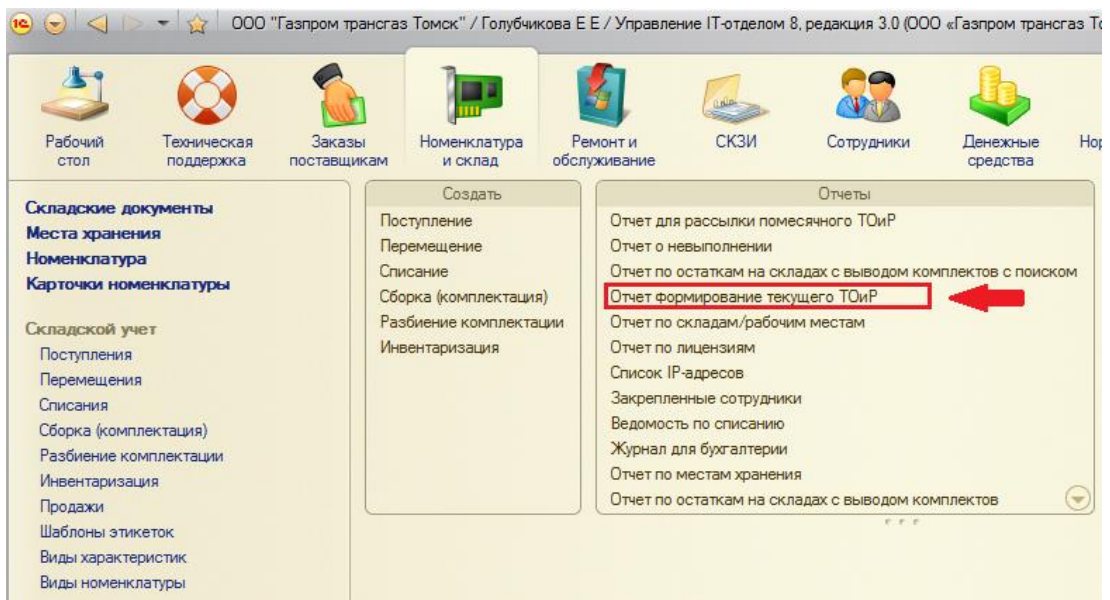 ООО "Газпром трансгаз Томск" / Голубчикова Е Е / Управление IT-отделом 8, редакция 3.0 (ООО «Газпром трансгаз
Рабочий стол
Техническая поддержка
Заказы поставщикам
Номенклатура и склад
Ремонт и обслуживание
СКЗИ
Сотрудники
Денежные средства
Складские документы
Места хранения
Номенклатура
Карточки номенклатуры
Складской учет
Поступления
Перемещения
Списания
Сборка (комплектация)
Разбиение комплектации
Инвентаризация
Продажи
Шаблоны этикеток
Виды характеристик
Виды номенклатуры
Создать
Поступление
Перемещение
Списание
Сборка (комплектация)
Разбиение комплектации
Инвентаризация
Отчеты
Отчет для рассылки помесячного ТОиР
Отчет о невыполнении
Отчет по остаткам на складах с выводом комплектов с поиском
Отчет формирование текущего ТОиР
Отчет по складам/рабочим местам
Отчет по лицензиям
Список IP-адресов
Закрепленные сотрудники
Ведомость по списанию
Журнал для бухгалтерии
Отчет по местам хранения
Отчет по остаткам на складах с выводом комплектов